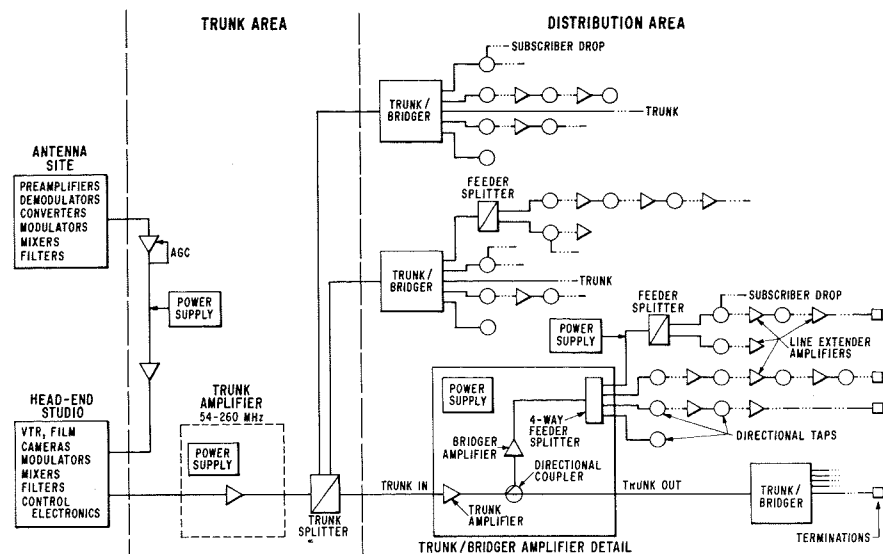 TRUNK AREA
DISTRIBUTION AREA
SUBSCRIBER DROP
TRUNK/
BRIDGER
TRUNK
ANTENNA
SITE
PREAMPLIFIERS
DEMODULATORS
CONVERTERS
MODULATORS
MIXERS
FILTERS
AGC
POWER
SUPPLY
FEEDER
SPLITTER
TRUNK/
BRIDGER
TRUNK
FEEDER
SPLITTER
SUBSCRIBER DROP
POWER
SUPPLY
LINE EXTENDER
AMPLIFIERS
HEAD-END
STUDIO
VTR, FILM
CAMERAS
MODULATORS
MIXERS
FILTERS
CONTROL
ELECTRONICS
TRUNK
AMPLIFIER
54-260 MHz
POWER
SUPPLY
TRUNK
SPLITTER
TRUNK IN
POWER
SUPPLY
4-WAY
FEEDER
SPLITTER
BRIDGER
AMPLIFIER
DIRECTIONAL
COUPLER
TRUNK
AMPLIFIER
DIRECTIONAL TAPS
TRUNK OUT
TRUNK/
BRIDGER
TERMINATIONS
TRUNK/BRIDGER AMPLIFIER DETAIL